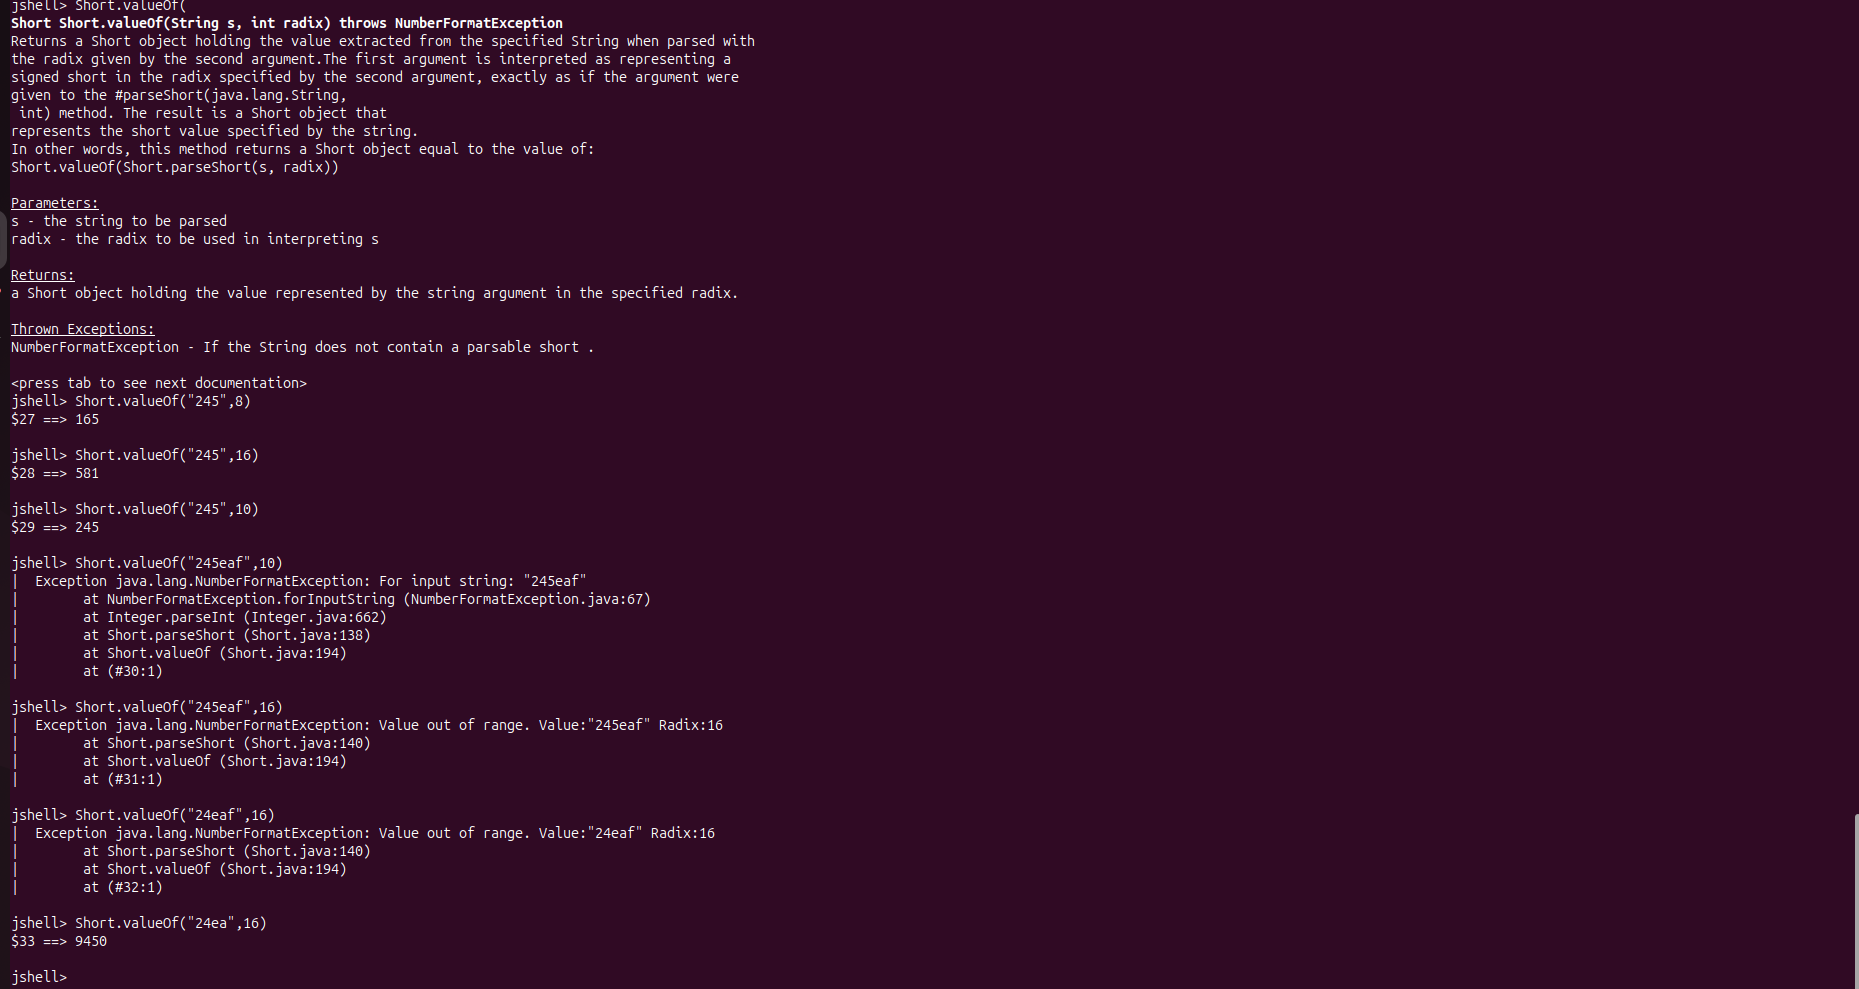 jshell> Short.valueOf(
Short Short.valueOf(String s, int radix) throws NumberFormatException
Returns a Short object holding the value extracted from the specified String when parsed with
the radix given by the second argument.The first argument is interpreted as representing a
signed short in the radix specified by the second argument, exactly as if the argument were
given to the #parseShort(java.lang.String,
 int) method. The result is a Short object that
represents the short value specified by the string.
In other words, this method returns a Short object equal to the value of:
Short.valueOf(Short.parseShort(s, radix))

Parameters:
s - the string to be parsed
radix - the radix to be used in interpreting s

Returns:
a Short object holding the value represented by the string argument in the specified radix.

Thrown Exceptions:
NumberFormatException - If the String does not contain a parsable short .

<press tab to see next documentation>
jshell> Short.valueOf("245",8)
$27 ==> 165

jshell> Short.valueOf("245",16)
$28 ==> 581

jshell> Short.valueOf("245",10)
$29 ==> 245

jshell> Short.valueOf("245eaf",10)
|  Exception java.lang.NumberFormatException: For input string: "245eaf"
|        at NumberFormatException.forInputString (NumberFormatException.java:67)
|        at Integer.parseInt (Integer.java:662)
|        at Short.parseShort (Short.java:138)
|        at Short.valueOf (Short.java:194)
|        at (#30:1)

jshell> Short.valueOf("245eaf",16)
|  Exception java.lang.NumberFormatException: Value out of range. Value:"245eaf" Radix:16
|        at Short.parseShort (Short.java:140)
|        at Short.valueOf (Short.java:194)
|        at (#31:1)

jshell> Short.valueOf("24eaf",16)
|  Exception java.lang.NumberFormatException: Value out of range. Value:"24eaf" Radix:16
|        at Short.parseShort (Short.java:140)
|        at Short.valueOf (Short.java:194)
|        at (#32:1)

jshell> Short.valueOf("24ea",16)
$33 ==> 9450

jshell>